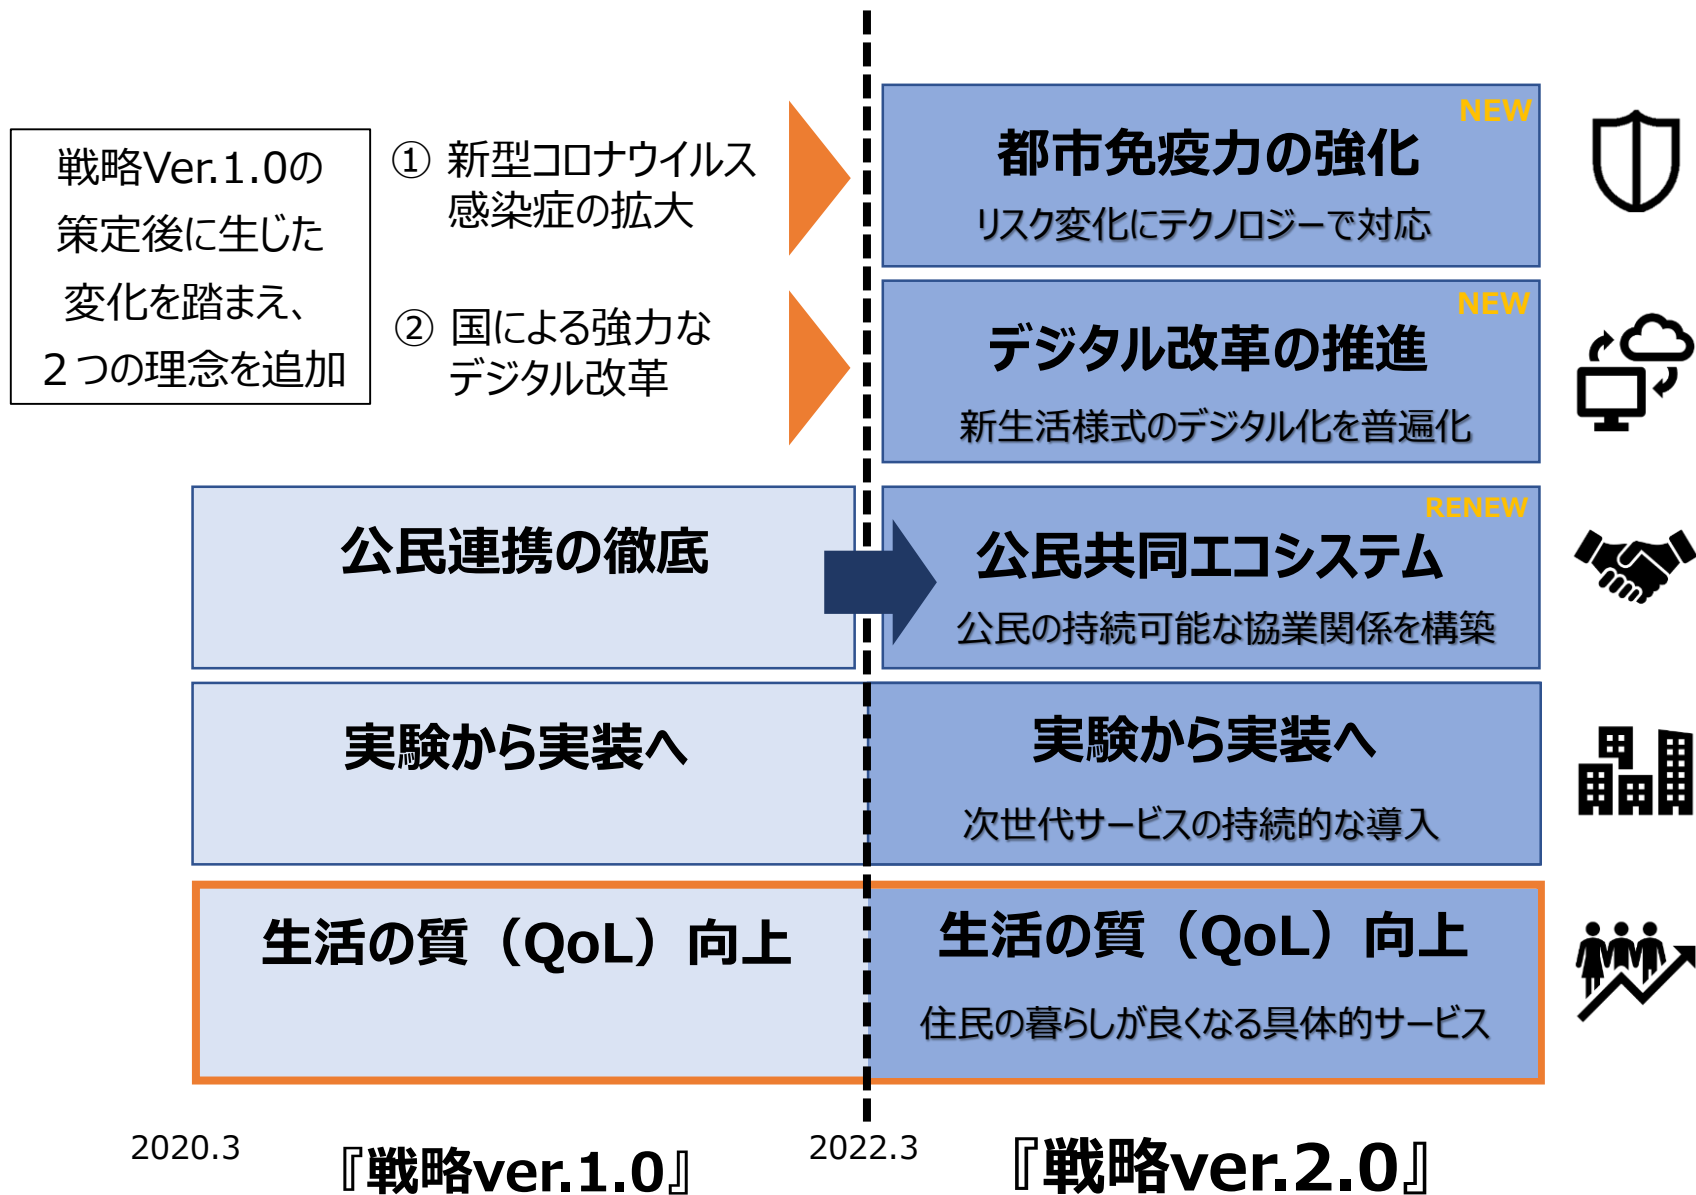 戦略Ver.1.0の
策定後に生じた
変化を踏まえ、
２つの理念を追加
① 新型コロナウイルス
感染症の拡大
② 国による強力な
デジタル改革
NEW
都市免疫力の強化
リスク変化にテクノロジーで対応
NEW
デジタル改革の推進
新生活様式のデジタル化を普遍化
公民連携の徹底
RENEW
公民共同エコシステム
公民の持続可能な協業関係を構築
実験から実装へ
実験から実装へ
次世代サービスの持続的な導入
生活の質（QoL）向上
生活の質（QoL）向上
住民の暮らしが良くなる具体的サービス
2020.3
『戦略ver.1.0』
2022.3
『戦略ver.2.0』